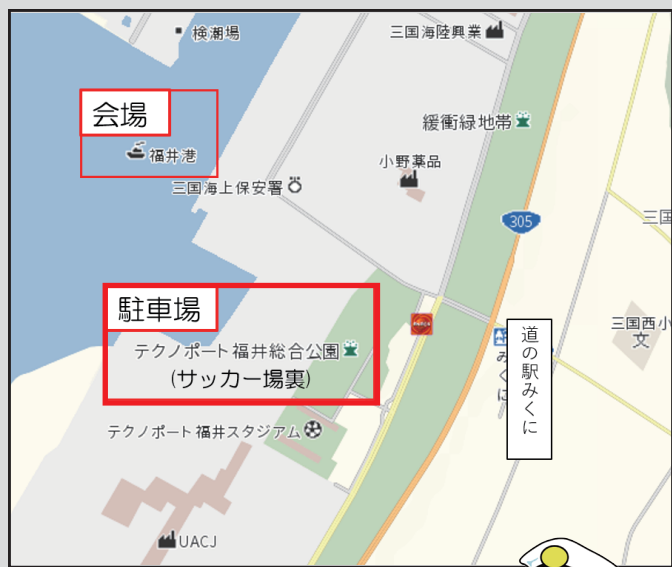 検潮場
三国海陸興業
会場
緩衝緑地帯
福井港
小野薬品
三国海上保安署
305
三国
駐車場
テクノポート福井総合公園
(サッカー場裏)
道の駅みくに
みくに
三国西小
文
テクノポート福井スタジアム
UACJ